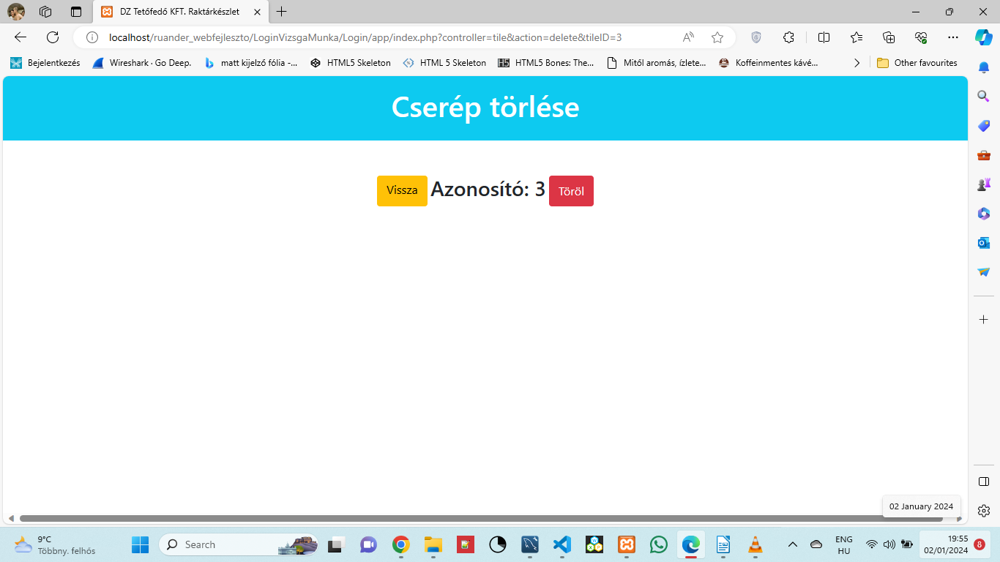 DZ Tetőfedő KFT. Raktárkészlet
localhost/ruander_webfejleszto/LoginVizsgaMunka/Login/app/index.php?controller=tile&action=delete&tileID=3
Bejelentkezés
Wireshark · Go Deep.
matt kijelző fólia -...
HTML5 Skeleton
HTML 5 Skeleton
H5
HTML5 Bones: The...
Mitől aromás, ízlete...
Koffeinmentes kávé...
Other favourites
Cserép törlése
Vissza
Azonosító: 3
Töröl
02 January 2024
9°C
Többny. felhős
Search
ENG
HU
19:55
02/01/2024
8